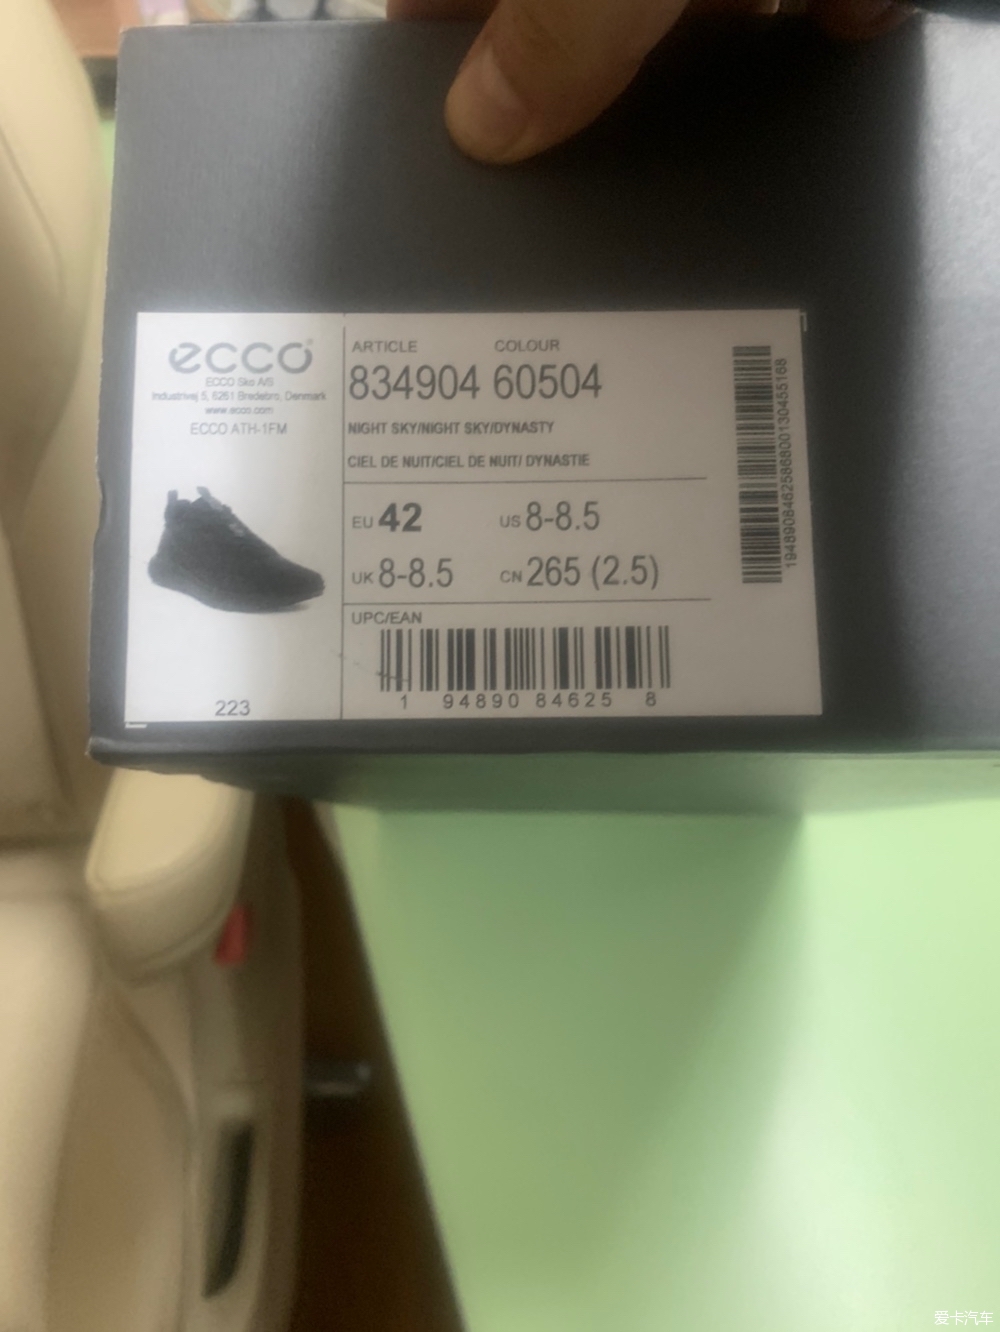 ecco
ECCO Sko A/S
Industrivej 5, 6261 Bredebro, Denmark
www.ecco.com
ECCO ATH-1FM
223
ARTICLE COLOUR
834904 60504
NIGHT SKY/NIGHT SKY/DYNASTY
CIEL DE NUIT/CIEL DE NUIT/ DYNASTIE
EU 42 US 8-8.5
UK 8-8.5 CN 265 (2.5)
UPC/EAN
1 94890 84625 8
爱卡汽车